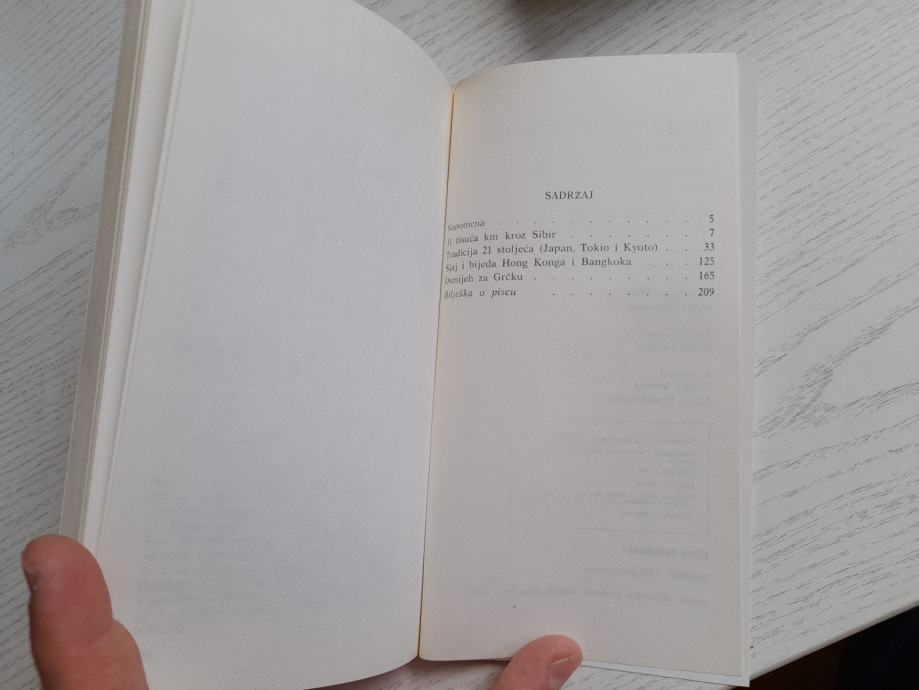 SADRŽAJ
Napomena . . . . . . . . . . . . 5
11 tisuća km kroz Sibir . . . . . . . . 7
Tradicija 21 stoljeća (Japan, Tokio i Kyoto) . . 33
Sjaj i bijeda Hong Konga i Bangkoka . . . 125
Osmijeh za Grčku . . . . . . . . . 165
Bilješka o piscu . . . . . . . . 209